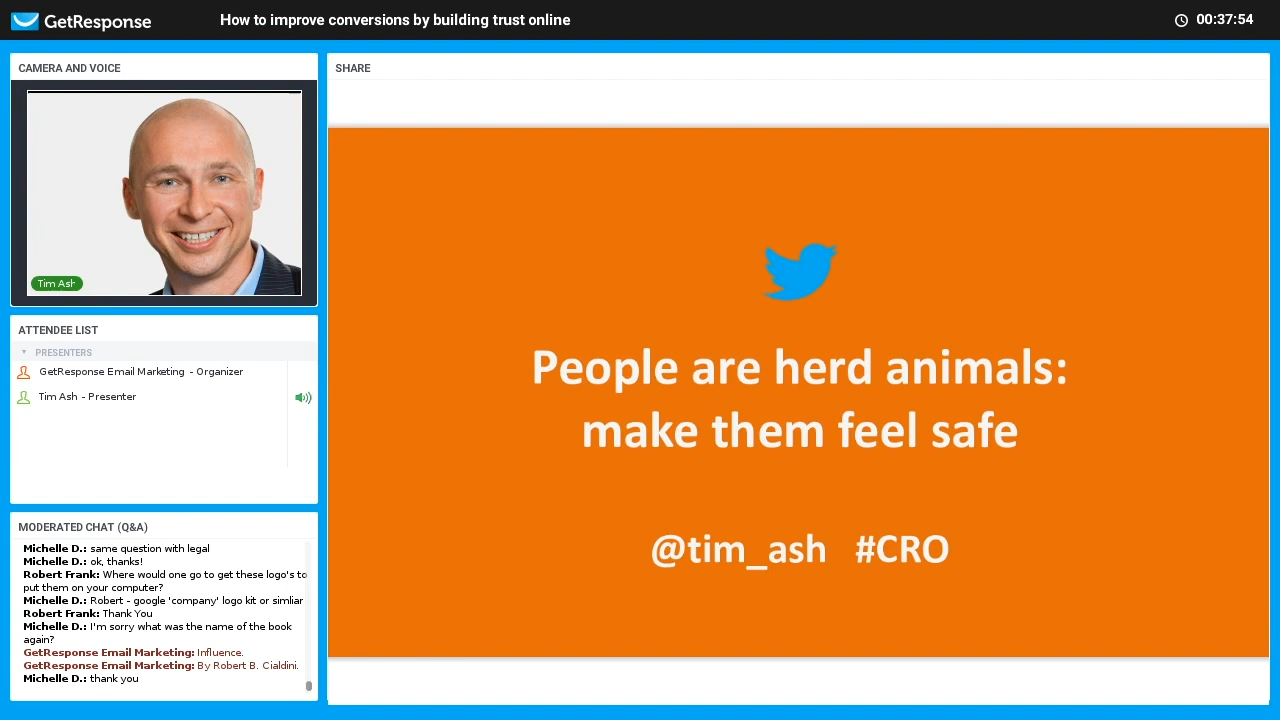 GetResponse
How to improve conversions by building trust online
00:37:54
CAMERA AND VOICE
Tim Ash
ATTENDEE LIST
PRESENTERS
GetResponse Email Marketing - Organizer
Tim Ash - Presenter
MODERATED CHAT (Q&A)
Michelle D.: same question with legal
Michelle D.: ok, thanks!
Robert Frank: Where would one go to get these logo's to
put them on your computer?
Michelle D.: Robert - google 'company' logo kit or simliar
Robert Frank: Thank You
Michelle D.: I'm sorry what was the name of the book
again?
GetResponse Email Marketing: Influence.
GetResponse Email Marketing: By Robert B. Cialdini.
Michelle D.: thank you
SHARE
People are herd animals:
make them feel safe
@tim_ash #CRO